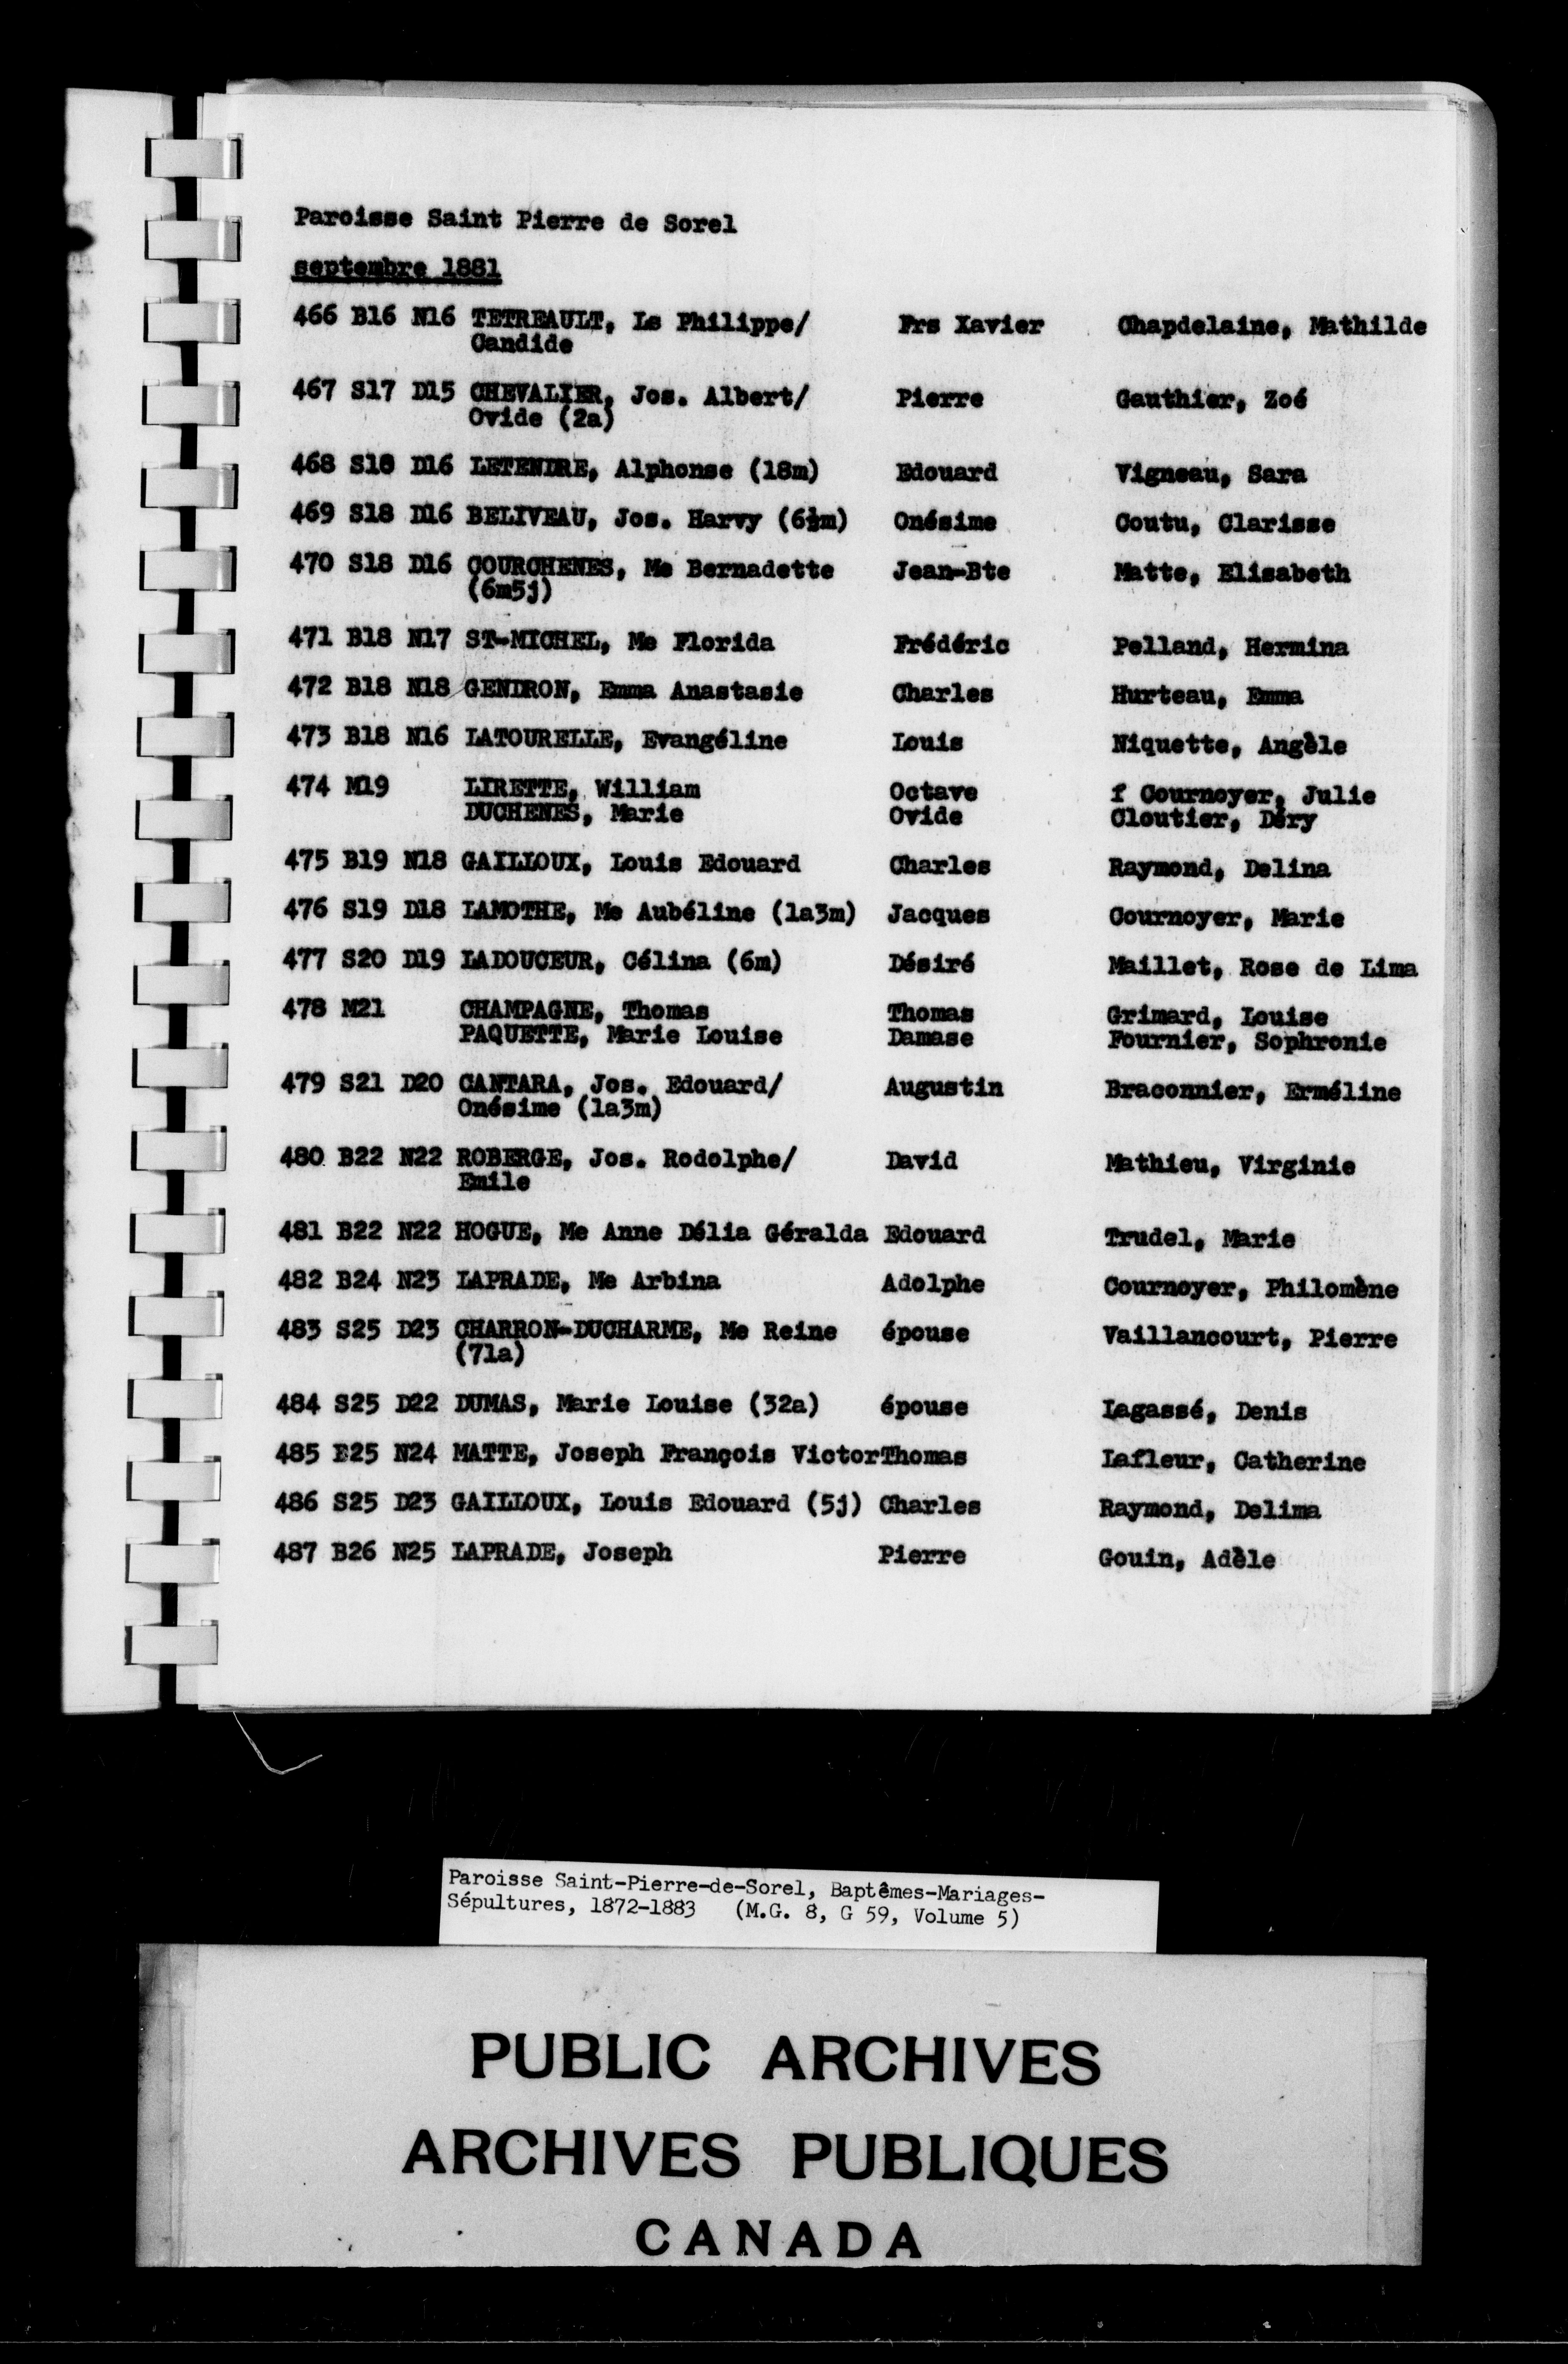 Paroisse Saint Pierre de Sorel
septembre 1881
466 B16 N16 TETREAULT, Ls Philippe/ Frs Xavier Chapdelaine, Mathilde
Candide
467 S17 D15 CHEVALIER, Jos. Albert/ Pierre Gauthier, Zoé
Ovide (2a)
468 S18 D16 LETENDRE, Alphonse (18m) Edouard Vigneau, Sara
469 S18 D16 BELIVEAU, Jos. Harvy (6½m) Onésime Coutu, Clarisse
470 S18 D16 COURCHENES, Me Bernadette Jean-Bte Matte, Elisabeth
(6m5j)
471 B18 N17 ST-MICHEL, Me Florida Frédéric Pelland, Hermina
472 B18 N18 GENDRON, Emma Anastasie Charles Hurteau, Emma
473 B18 N16 LATOURELLE, Evangéline Louis Niquette, Angèle
474 M19 LIRETTE, William Octave f Cournoyer, Julie
DUCHENES, Marie Ovide Cloutier, Déry
475 B19 N18 GAILLOUX, Louis Edouard Charles Raymond, Delina
476 S19 D18 LAMOTHE, Me Aubéline (1a3m) Jacques Cournoyer, Marie
477 S20 D19 LADOUCEUR, Célina (6m) Désiré Maillet, Rose de Lima
478 M21 CHAMPAGNE, Thomas Thomas Grimard, Louise
PAQUETTE, Marie Louise Damase Fournier, Sophronie
479 S21 D20 CANTARA, Jos. Edouard/ Augustin Braconnier, Erméline
Onésime (1a3m)
480 B22 N22 ROBERGE, Jos. Rodolphe/ David Mathieu, Virginie
Emile
481 B22 N22 HOGUE, Me Anne Délia Géralda Edouard Trudel, Marie
482 B24 N23 LAPRADE, Me Arbina Adolphe Cournoyer, Philomène
483 S25 D23 CHARRON-DUCHARME, Me Reine épouse Vaillancourt, Pierre
(71a)
484 S25 D22 DUMAS, Marie Louise (32a) épouse Lagassé, Denis
485 B25 N24 MATTE, Joseph François Victor Thomas Lafleur, Catherine
486 S25 D23 GAILLOUX, Louis Edouard (5j) Charles Raymond, Delima
487 B26 N25 LAPRADE, Joseph Pierre Gouin, Adèle
Paroisse Saint-Pierre-de-Sorel, Baptêmes-Mariages-
Sépultures, 1872-1883 (M.G. 8, G 59, Volume 5)
PUBLIC ARCHIVES
ARCHIVES PUBLIQUES
CANADA